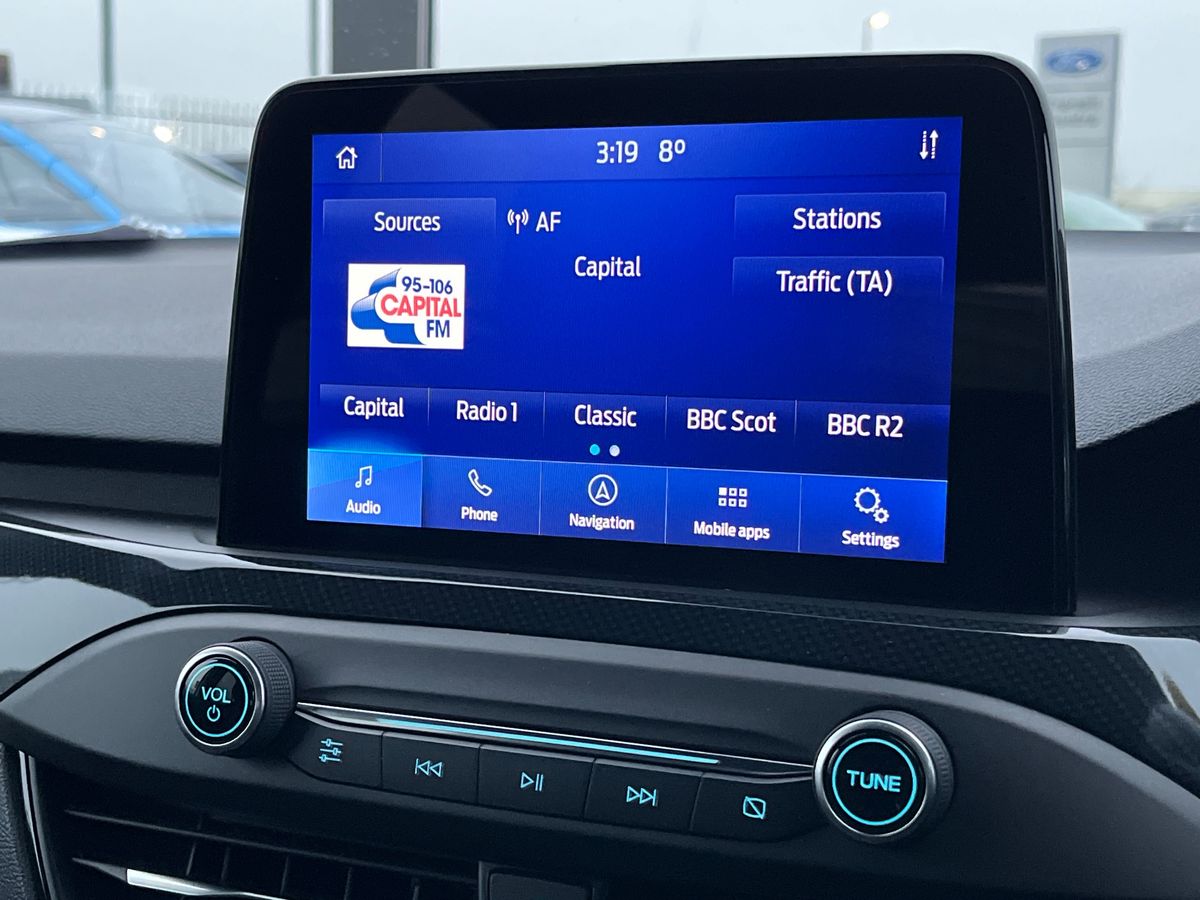 3:19 8º
Sources
AF
Stations
Capital
Traffic (TA)
95-106
CAPITAL
FM
Capital
Radio 1
Classic
BBC Scot
BBC R2
Audio
Phone
Navigation
Mobile apps
Settings
VOL
TUNE
Ford